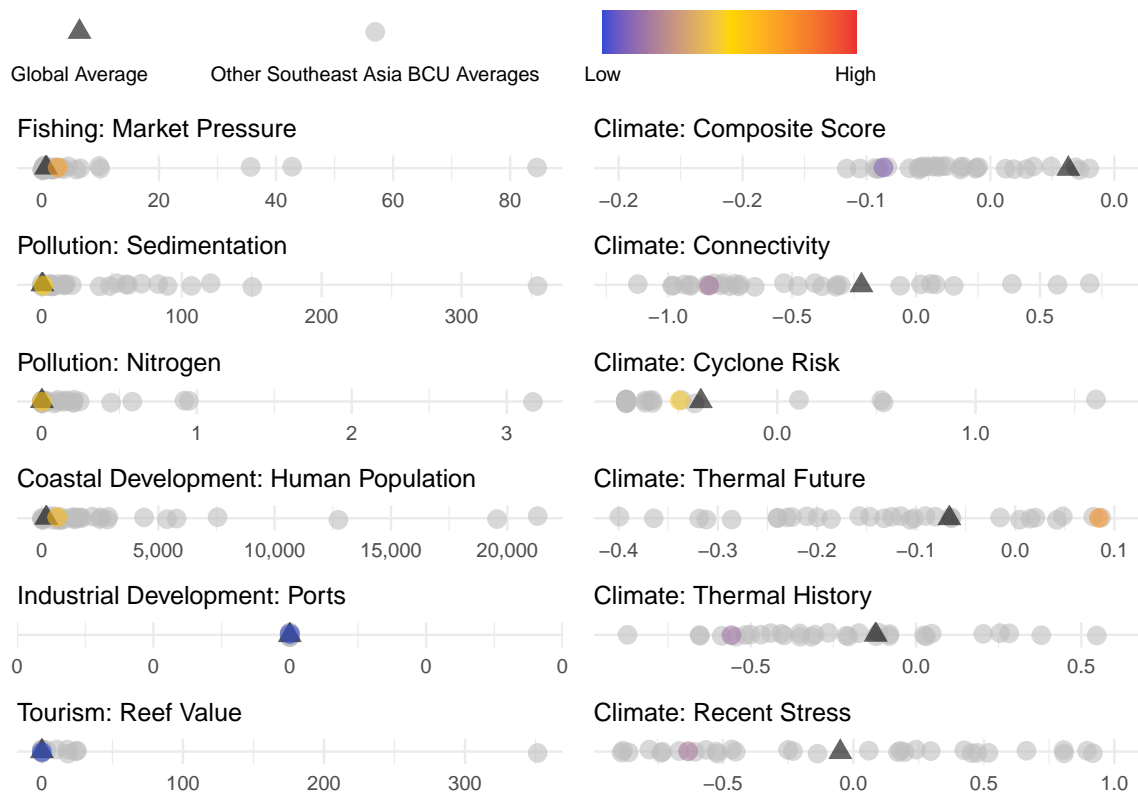 Global Average
Other Southeast Asia BCU Averages
Low
High
Fishing: Market Pressure
0 20 40 60 80
Pollution: Sedimentation
0 100 200 300
Pollution: Nitrogen
0 1 2 3
Coastal Development: Human Population
0 5,000 10,000 15,000 20,000
Industrial Development: Ports
0 0 0 0 0
Tourism: Reef Value
0 100 200 300
Climate: Composite Score
−0.2 −0.2 −0.1 0.0 0.0
Climate: Connectivity
−1.0 −0.5 0.0 0.5
Climate: Cyclone Risk
0.0 1.0
Climate: Thermal Future
−0.4 −0.3 −0.2 −0.1 0.0 0.1
Climate: Thermal History
−0.5 0.0 0.5
Climate: Recent Stress
−0.5 0.0 0.5 1.0